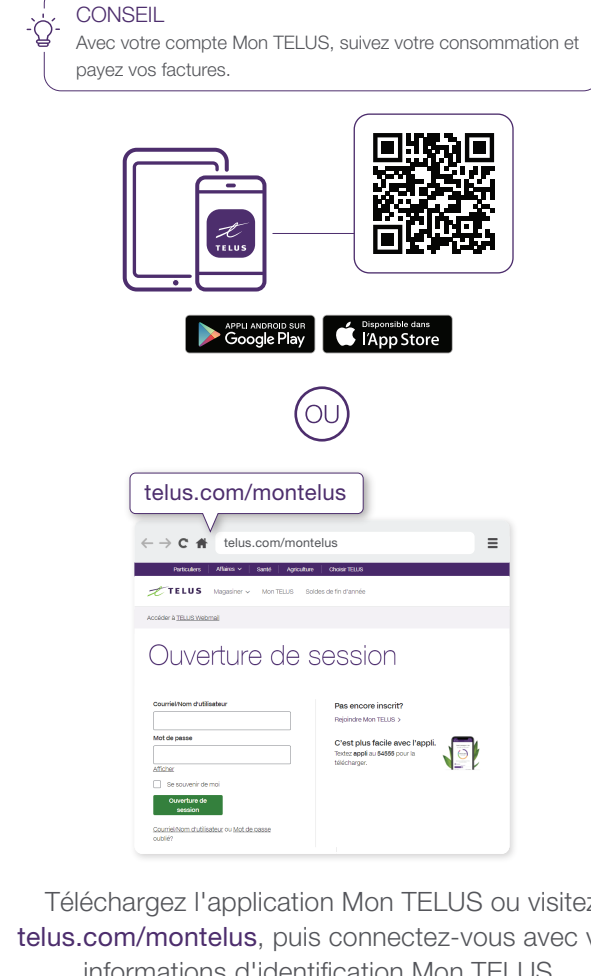 CONSEIL
Avec votre compte Mon TELUS, suivez votre consommation et
payez vos factures.
TELUS
APPLI ANDROID SUR
Google Play
Disponible dans
l'App Store
OU
telus.com/montelus
telus.com/montelus
Particuliers Affaires Santé Agriculture Choisir TELUS
TELUS Magasiner Mon TELUS Soldes de fin d'année
Accéder à TELUS Webmail
Ouverture de session
Courriel/Nom d'utilisateur
Mot de passe
Afficher
Se souvenir de moi
Ouverture de
session
Courriel/Nom d'utilisateur ou Mot de passe
oublié?
Pas encore inscrit?
Rejoindre Mon TELUS >
C'est plus facile avec l'appli.
Textez appli au 54555 pour la
télécharger.
Téléchargez l'application Mon TELUS ou visitez
telus.com/montelus, puis connectez-vous avec
informations d'identification Mon TELUS